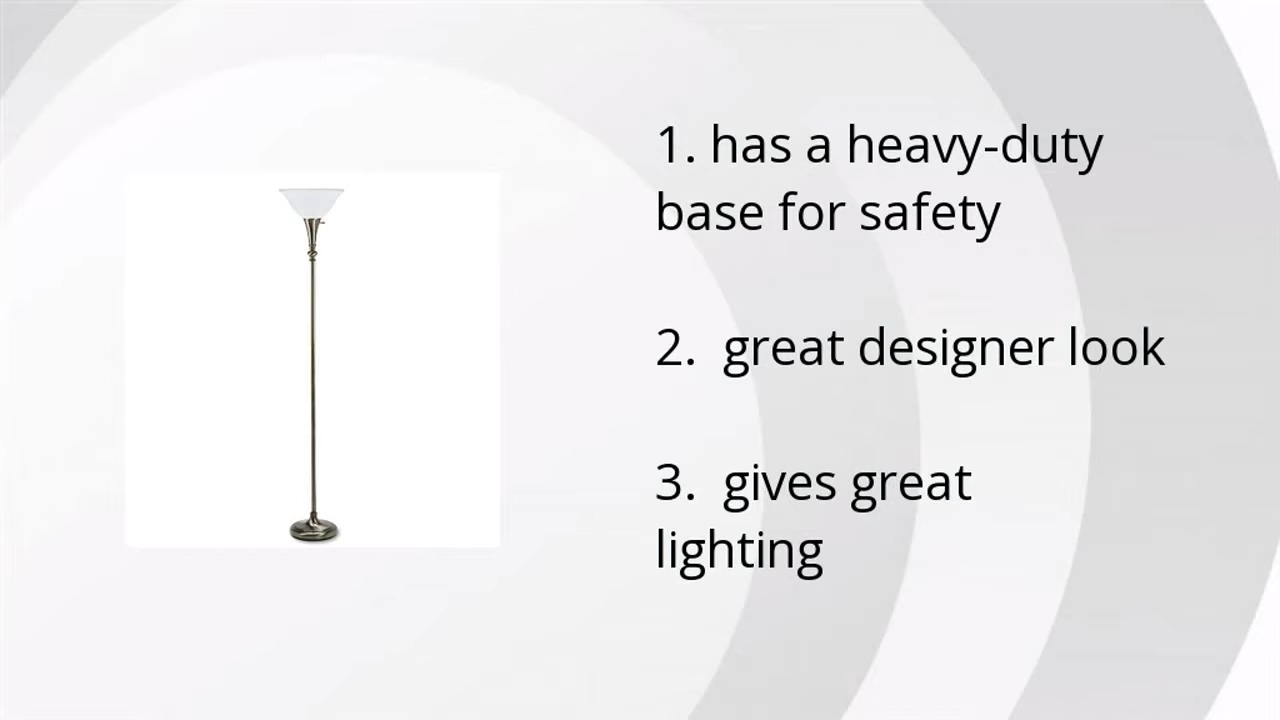 1. has a heavy-duty
base for safety
2.  great designer look
3.  gives great
lighting